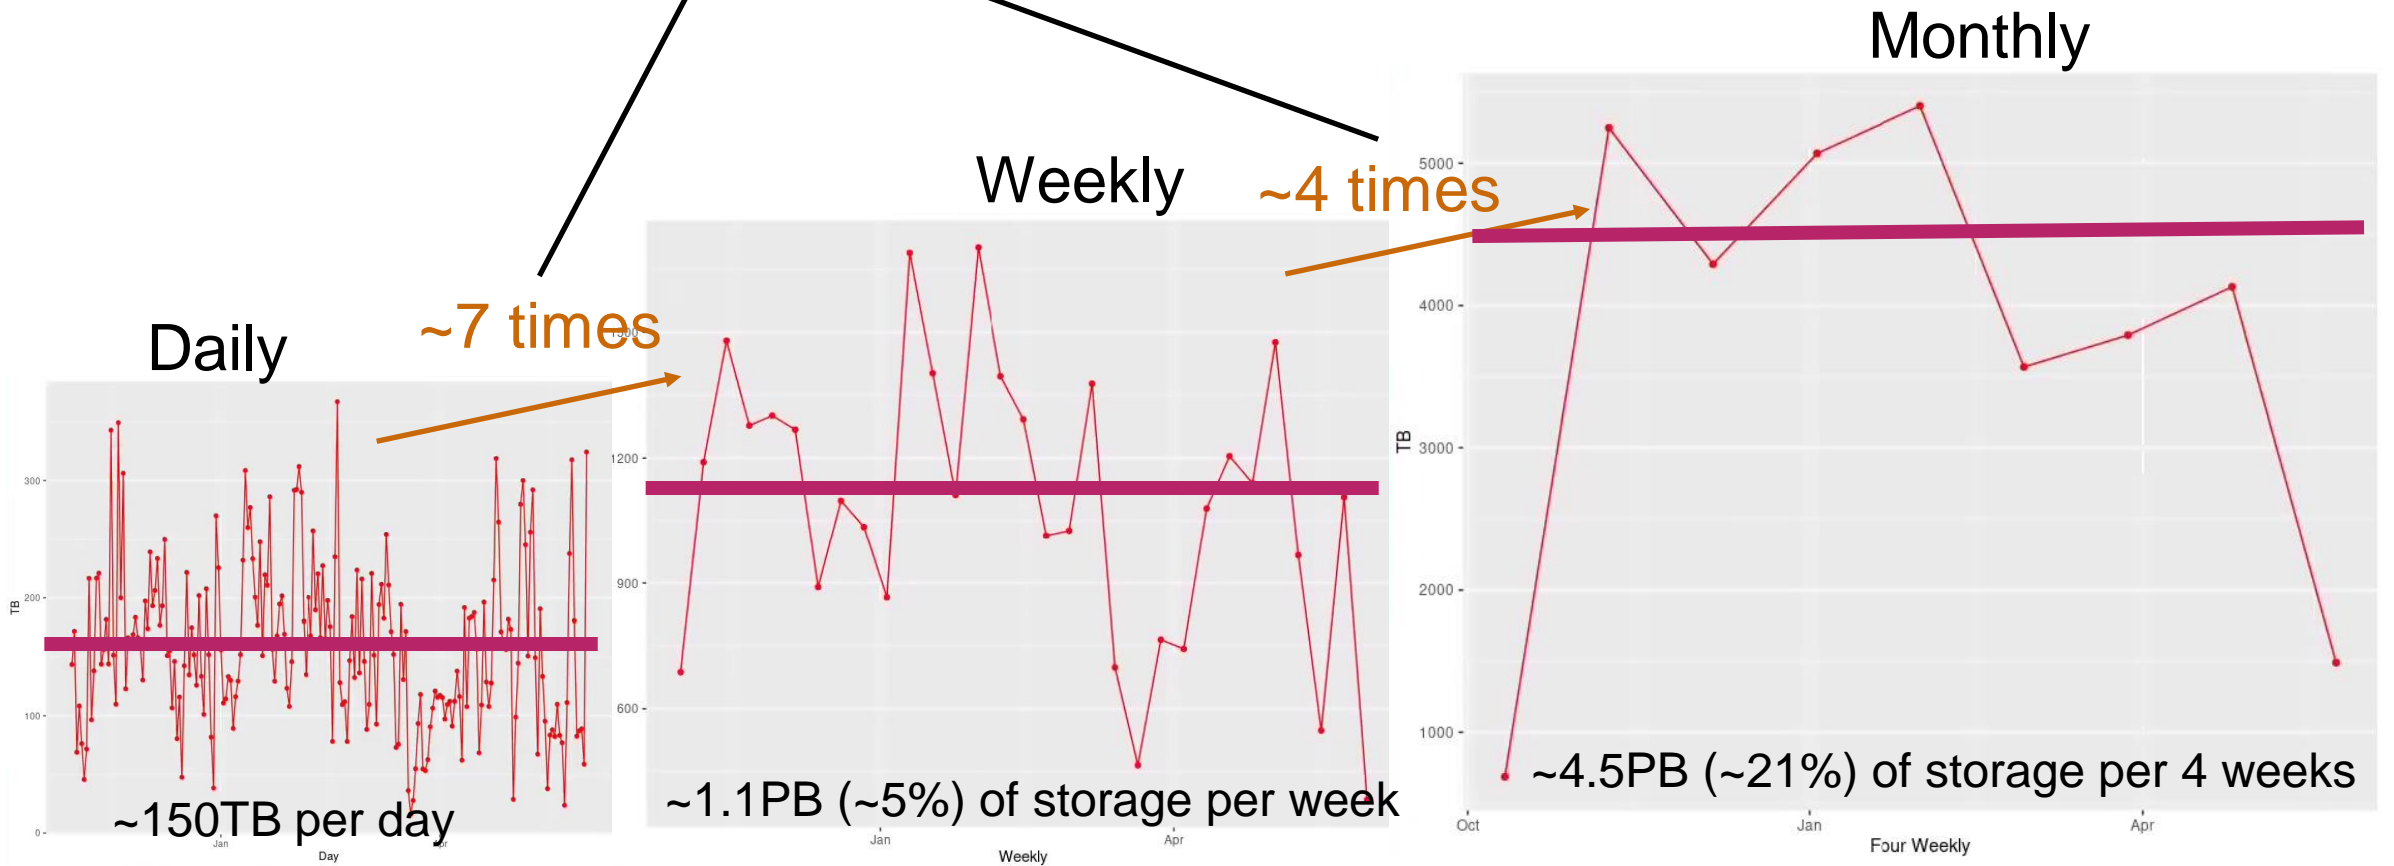 Monthly
Weekly
~4 times
Daily
~7 times
TB
300
200
100
0
~150TB per day
Jan
Day
1500
1200
900
600
~1.1PB (~5%) of storage per week
Jan
Apr
Weekly
TB
5000
4000
3000
2000
1000
~4.5PB (~21%) of storage per 4 weeks
Oct
Jan
Apr
Four Weekly